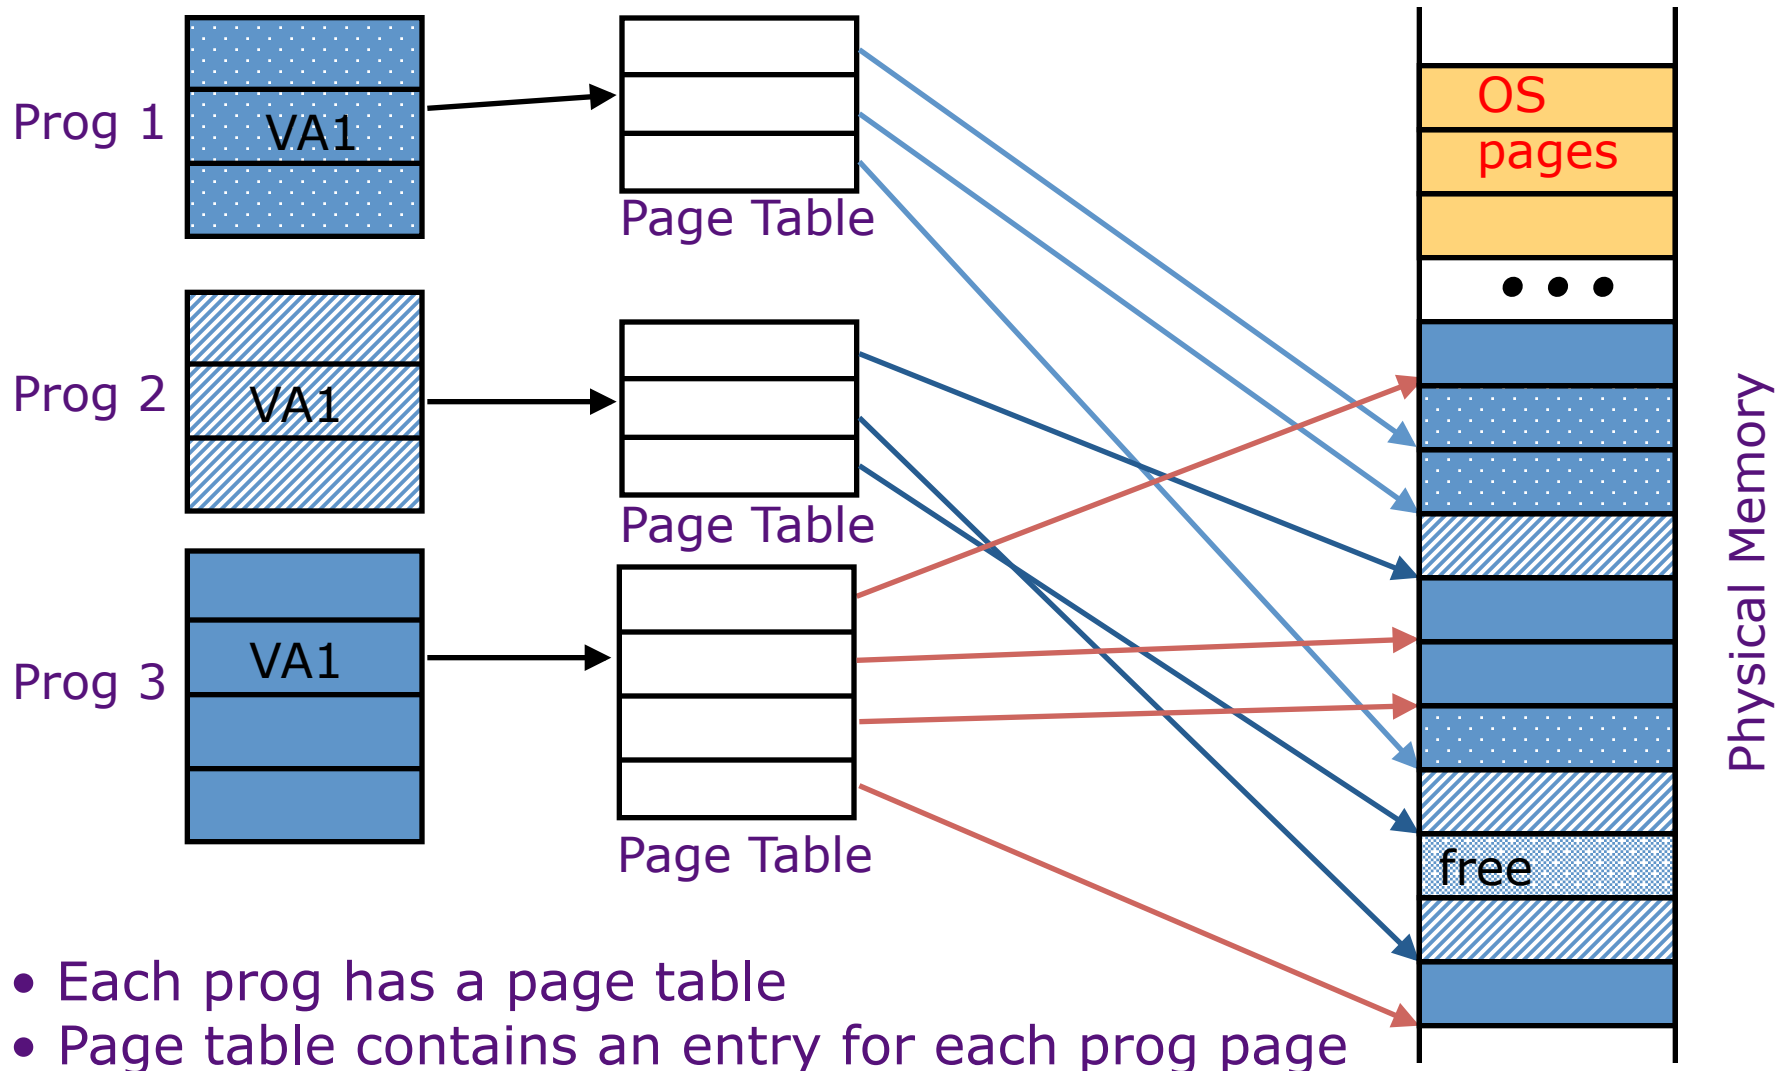 Prog 1
VA1
Page Table
Prog 2
VA1
Page Table
Prog 3
VA1
Page Table
OS
pages
• • •
free
Physical Memory
• Each prog has a page table
• Page table contains an entry for each prog page